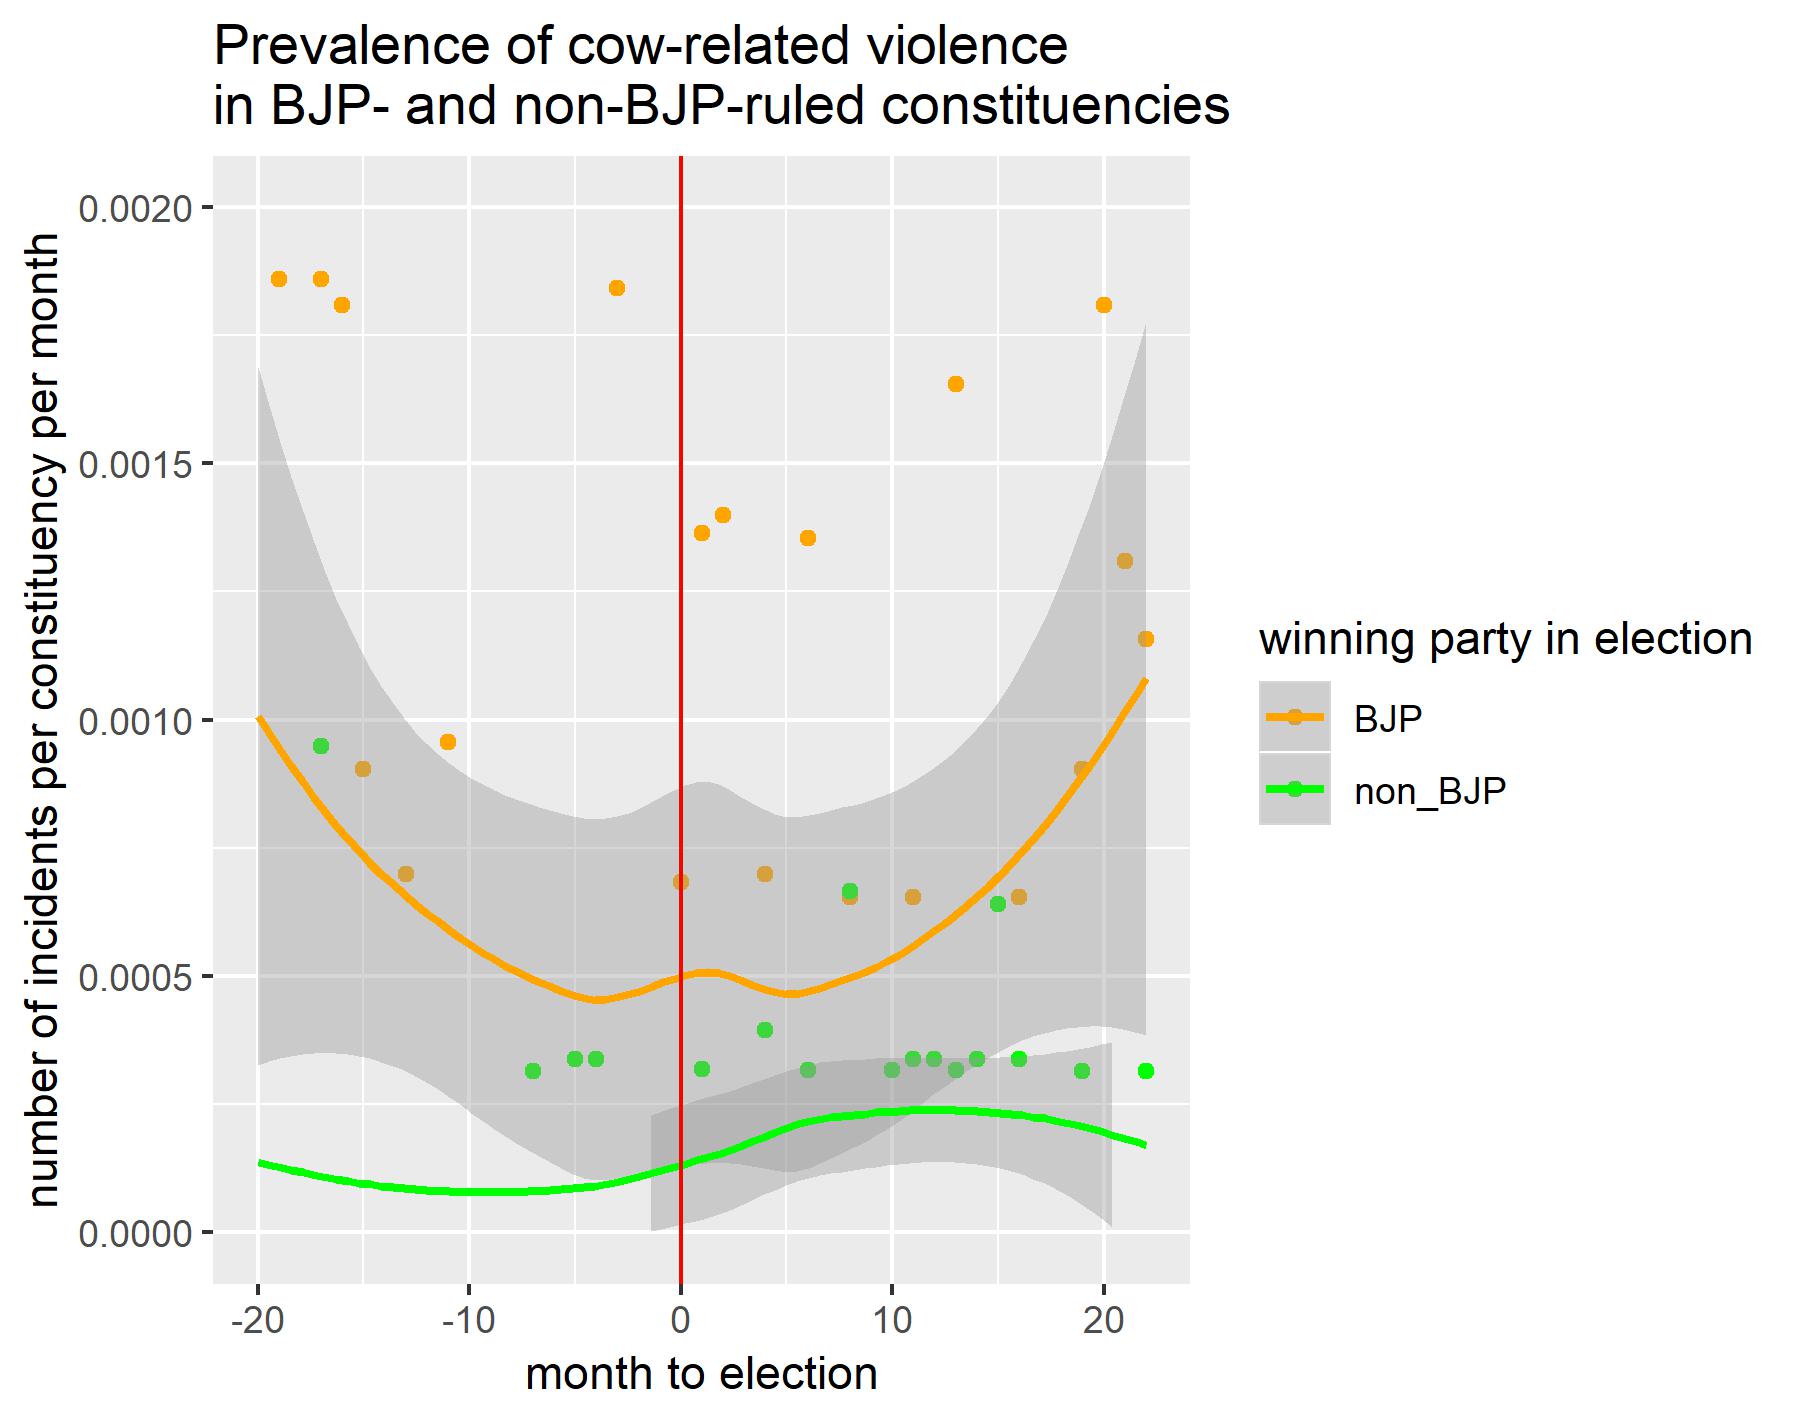 Prevalence of cow-related violence
in BJP- and non-BJP-ruled constituencies
number of incidents per constituency per month
0.0020
0.0015
0.0010
0.0005
0.0000
-20
-10
0
10
20
month to election
winning party in election
BJP
non_BJP